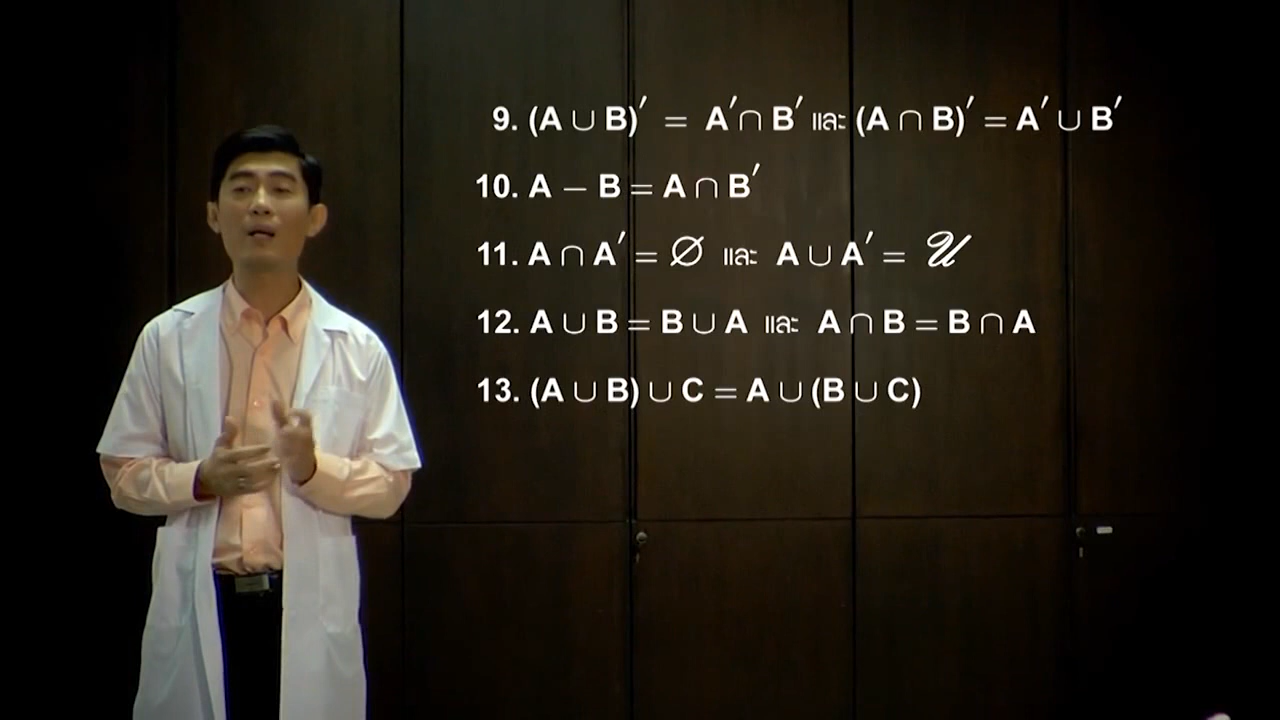 9. (A ∪ B)′ = A′ ∩ B′ และ (A ∩ B)′ = A′ ∪ B′
10. A − B = A ∩ B′
11. A ∩ A′ = ∅ และ A ∪ A′ = 𝒰
12. A ∪ B = B ∪ A และ A ∩ B = B ∩ A
13. (A ∪ B) ∪ C = A ∪ (B ∪ C)